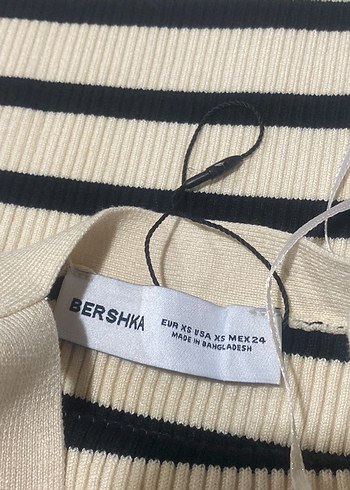 BERSHKA
EUR XS USA XS MEX 24
MADE IN BANGLADESH